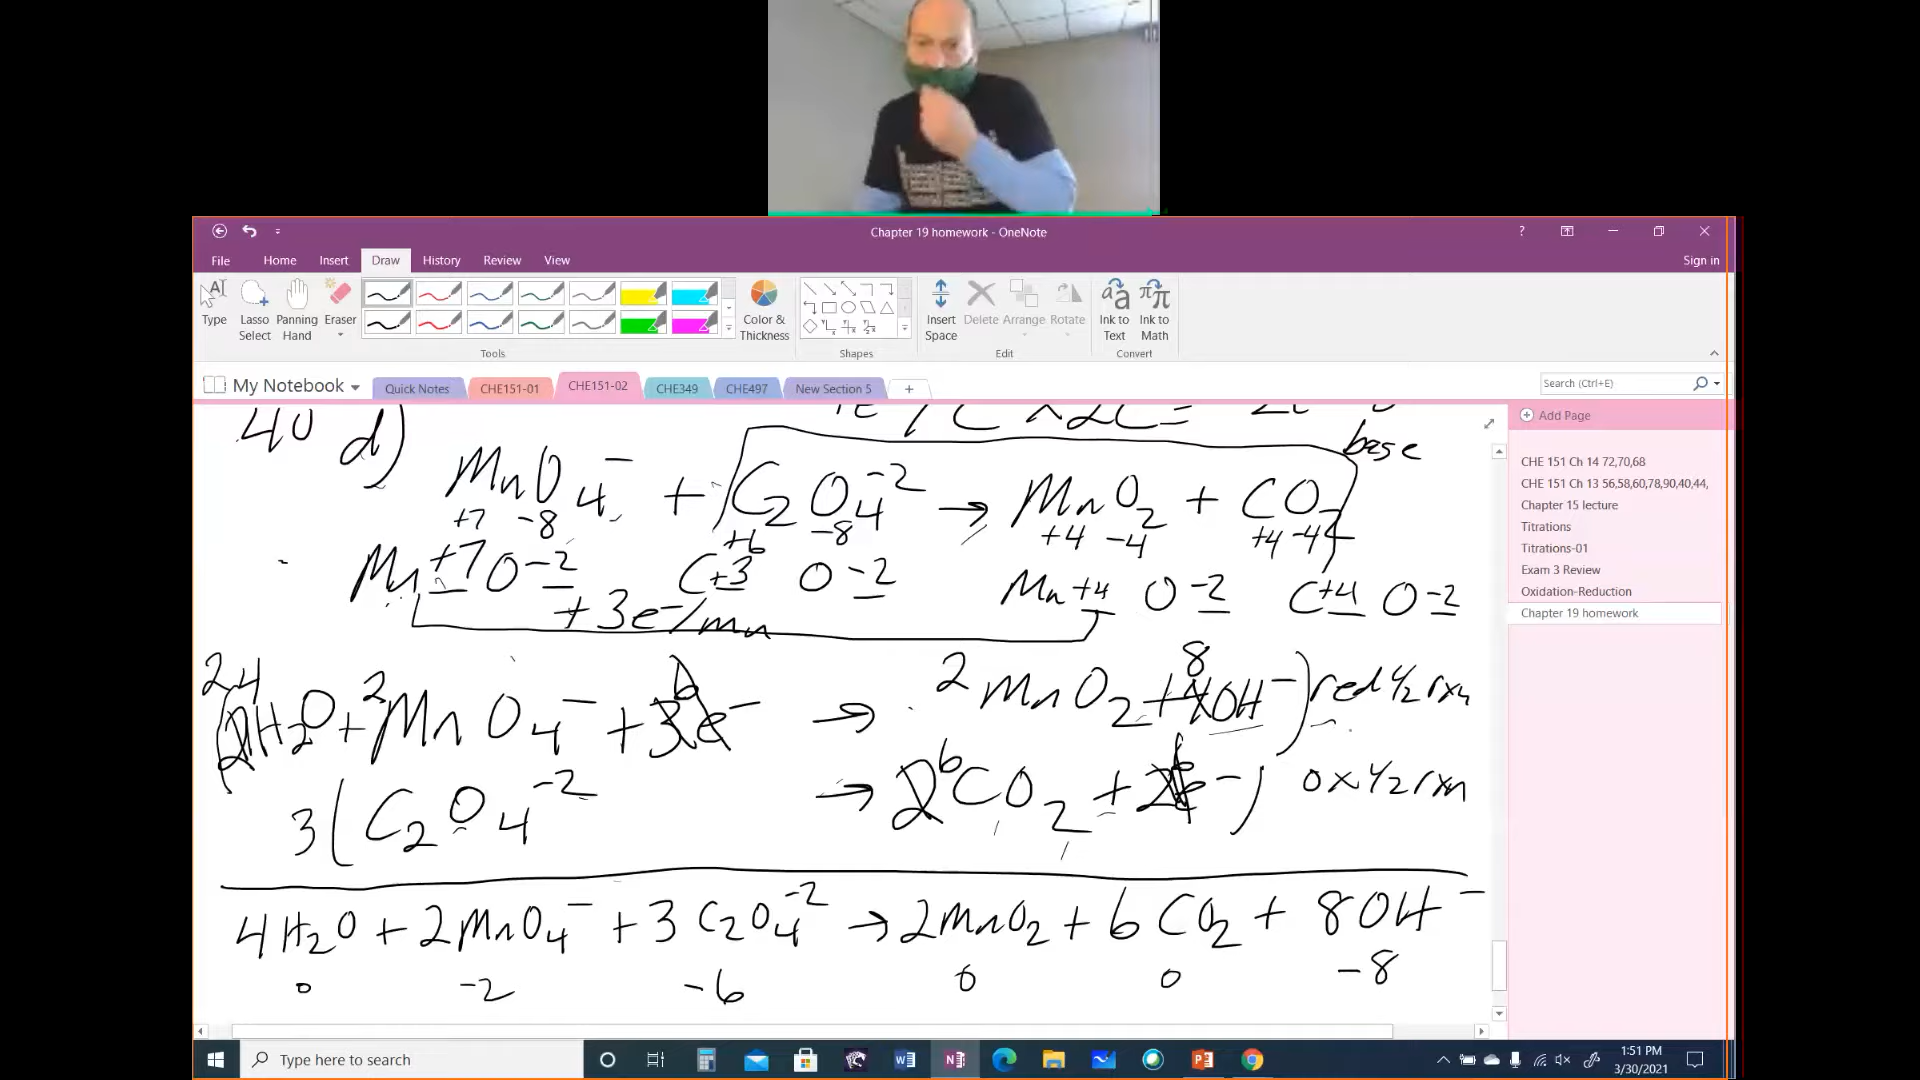 Chapter 19 homework - OneNote
?
File Home Insert Draw History Review View
Sign in
Type Lasso Select Panning Hand Eraser Color & Thickness Insert Space Delete Arrange Rotate Ink to Text Ink to Math
Tools Shapes Edit Convert
My Notebook Quick Notes CHE151-01 CHE151-02 CHE349 CHE497 New Section 5 +
Search (Ctrl+E)
Add Page
CHE 151 Ch 14 72,70,68
CHE 151 Ch 13 56,58,60,78,90,40,44,
Chapter 15 lecture
Titrations
Titrations-01
Exam 3 Review
Oxidation-Reduction
Chapter 19 homework
40 d)
base
MnO₄⁻ + C₂O₄⁻² → MnO₂ + CO₂
+7 -8 +6 -8 +4 -4 +4 -4
Mn +7 O -2 C +3 O -2 Mn +4 O -2 C +4 O -2
+3e⁻/mn
4H₂O + 2MnO₄⁻ + 6e⁻ → 2MnO₂ + 8OH⁻) red ½ rxn
3(C₂O₄⁻² → 6CO₂ + 6e⁻) ox ½ rxn
4H₂O + 2MnO₄⁻ + 3C₂O₄⁻² → 2MnO₂ + 6CO₂ + 8OH⁻
0 -2 -6 0 0 -8
Type here to search
1:51 PM
3/30/2021